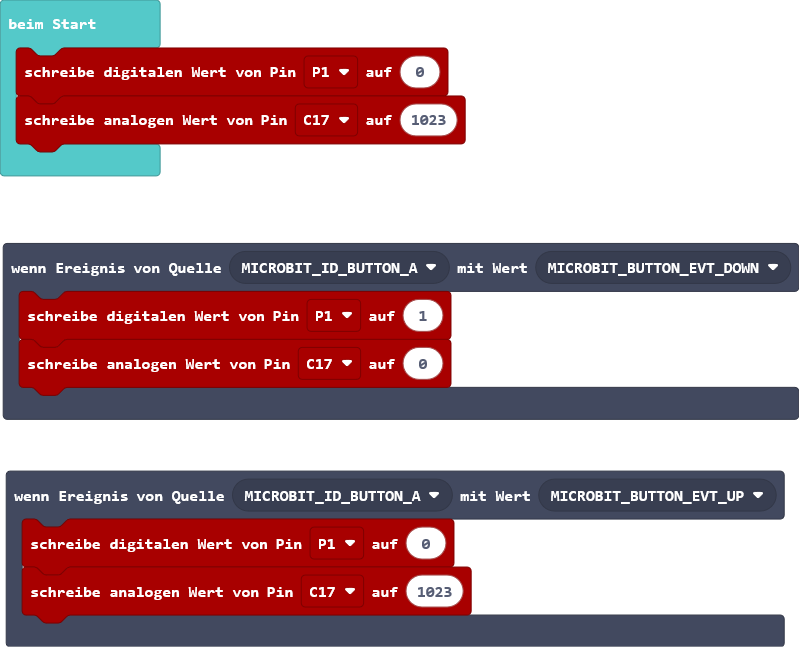 beim Start
schreibe digitalen Wert von Pin P1 auf 0
schreibe analogen Wert von Pin C17 auf 1023
wenn Ereignis von Quelle MICROBIT_ID_BUTTON_A mit Wert MICROBIT_BUTTON_EVT_DOWN
schreibe digitalen Wert von Pin P1 auf 1
schreibe analogen Wert von Pin C17 auf 0
wenn Ereignis von Quelle MICROBIT_ID_BUTTON_A mit Wert MICROBIT_BUTTON_EVT_UP
schreibe digitalen Wert von Pin P1 auf 0
schreibe analogen Wert von Pin C17 auf 1023